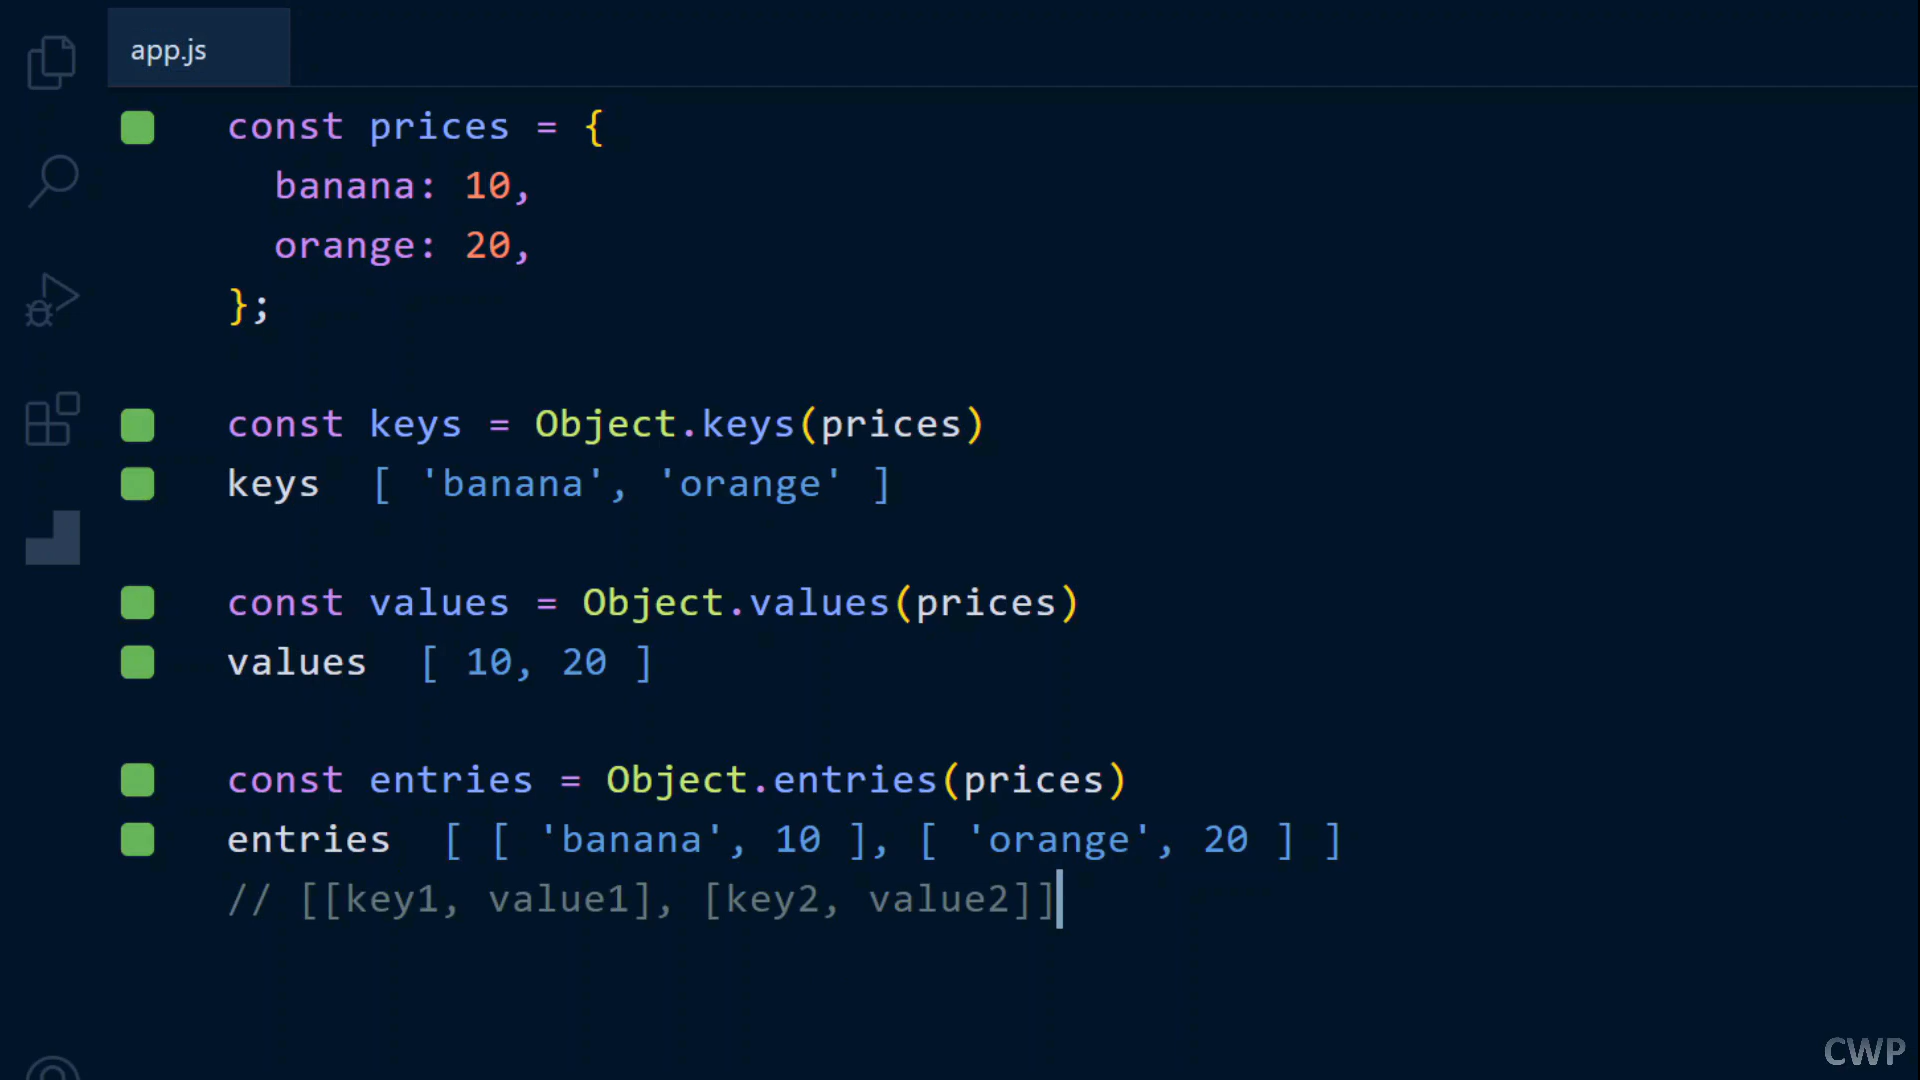 app.js
const prices = {
banana: 10,
orange: 20,
};
const keys = Object.keys(prices)
keys [ 'banana', 'orange' ]
const values = Object.values(prices)
values [ 10, 20 ]
const entries = Object.entries(prices)
entries [ [ 'banana', 10 ], [ 'orange', 20 ] ]
// [[key1, value1], [key2, value2]]
CWP